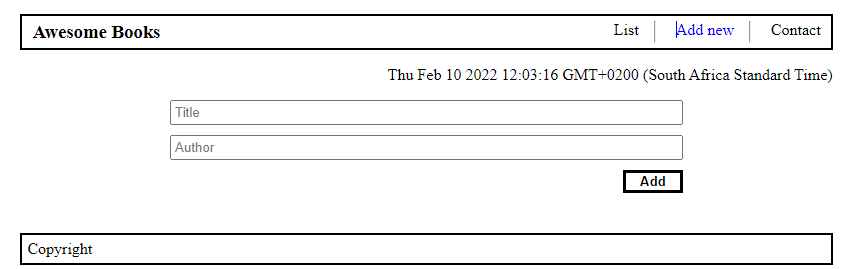 Awesome Books List Add new Contact
Thu Feb 10 2022 12:03:16 GMT+0200 (South Africa Standard Time)
Title
Author
Add
Copyright